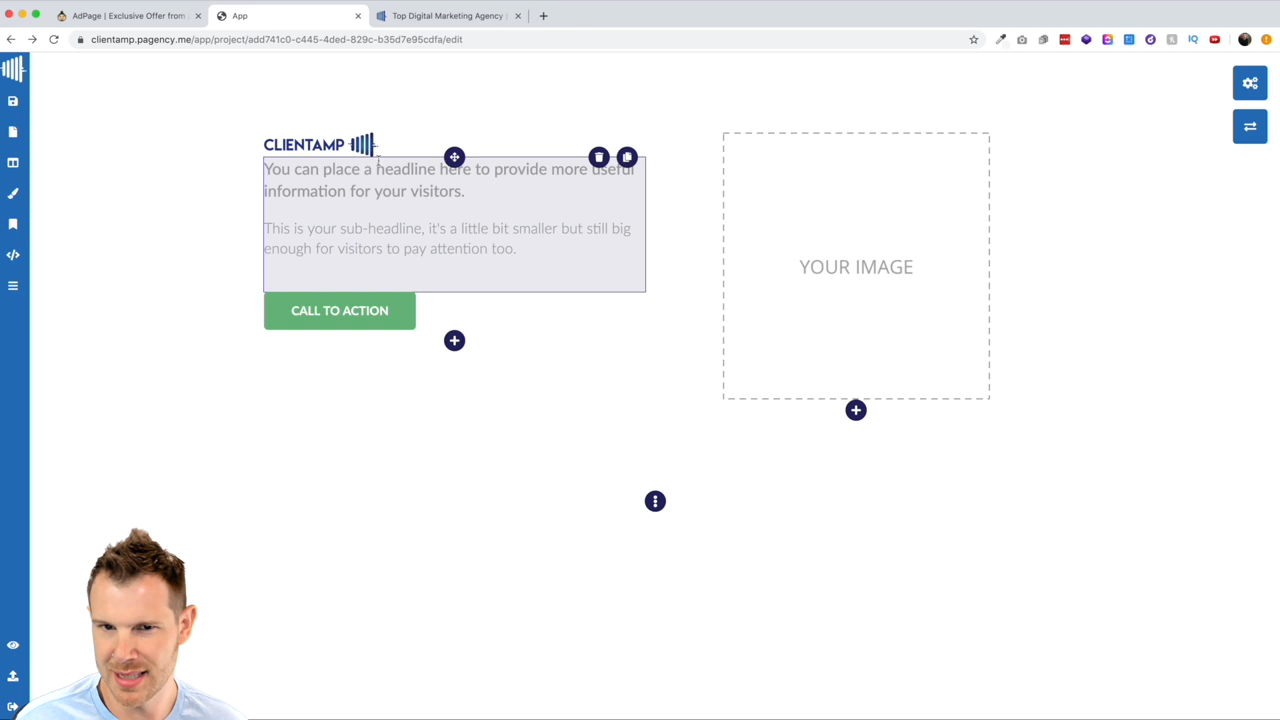 AdPage | Exclusive Offer from
App
Top Digital Marketing Agency |
clientamp.pagency.me/app/project/add741c0-c445-4ded-829c-b35d7e95cdfa/edit
IQ
CLIENTAMP
You can place a headline here to provide more useful
information for your visitors.
This is your sub-headline, it's a little bit smaller but still big
enough for visitors to pay attention too.
CALL TO ACTION
YOUR IMAGE